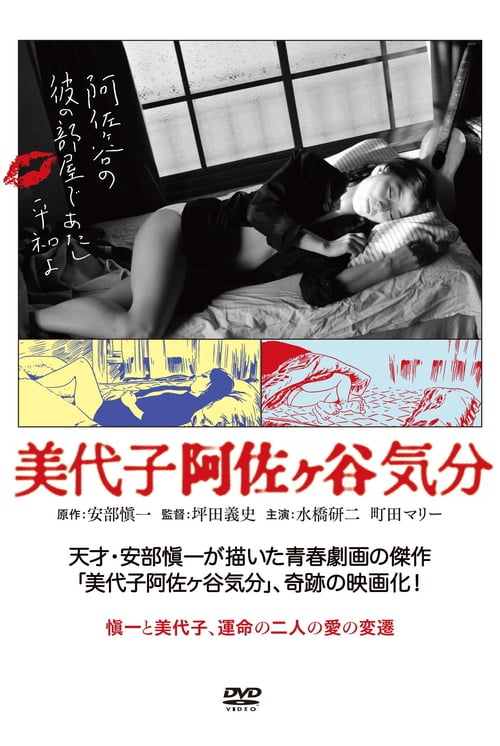 阿佐ヶ谷の
彼の部屋であたし
平和よ
美代子阿佐ヶ谷気分
原作:安部愼一 監督:坪田義史 主演:水橋研二 町田マリー
天才・安部愼一が描いた青春劇画の傑作
「美代子阿佐ヶ谷気分」、奇跡の映画化!
愼一と美代子、運命の二人の愛の変遷
DVD
VIDEO